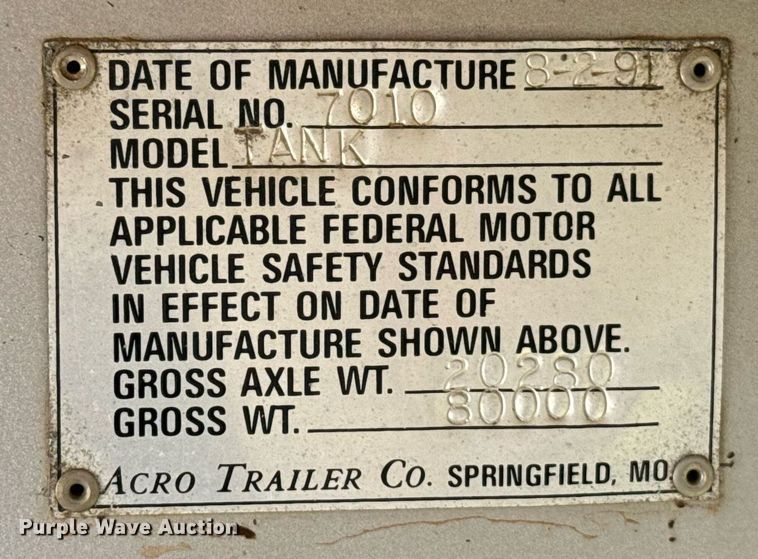 DATE OF MANUFACTURE 8-2-91
SERIAL NO. 7010
MODEL TANK
THIS VEHICLE CONFORMS TO ALL
APPLICABLE FEDERAL MOTOR
VEHICLE SAFETY STANDARDS
IN EFFECT ON DATE OF
MANUFACTURE SHOWN ABOVE.
GROSS AXLE WT. 20280
GROSS WT. 80000
ACRO TRAILER CO. SPRINGFIELD, MO.
Purple Wave Auction